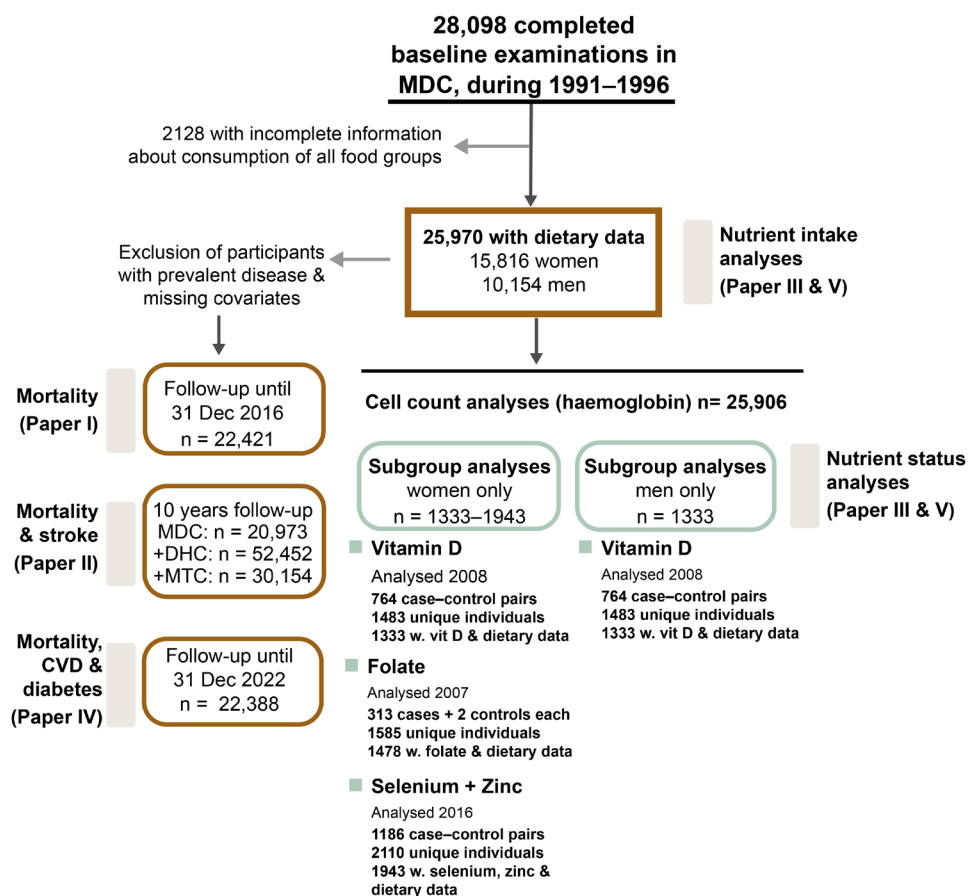 28,098 completed
baseline examinations in
MDC, during 1991–1996
2128 with incomplete information
about consumption of all food groups
25,970 with dietary data
15,816 women
10,154 men
Nutrient intake
analyses
(Paper III & V)
Exclusion of participants
with prevalent disease &
missing covariates
Mortality
(Paper I)
Follow-up until
31 Dec 2016
n = 22,421
Mortality
& stroke
(Paper II)
10 years follow-up
MDC: n = 20,973
+DHC: n = 52,452
+MTC: n = 30,154
Mortality,
CVD &
diabetes
(Paper IV)
Follow-up until
31 Dec 2022
n = 22,388
Cell count analyses (haemoglobin) n= 25,906
Subgroup analyses
women only
n = 1333–1943
Subgroup analyses
men only
n = 1333
Nutrient status
analyses
(Paper III & V)
Vitamin D
Analysed 2008
764 case–control pairs
1483 unique individuals
1333 w. vit D & dietary data
Vitamin D
Analysed 2008
764 case–control pairs
1483 unique individuals
1333 w. vit D & dietary data
Folate
Analysed 2007
313 cases + 2 controls each
1585 unique individuals
1478 w. folate & dietary data
Selenium + Zinc
Analysed 2016
1186 case–control pairs
2110 unique individuals
1943 w. selenium, zinc &
dietary data